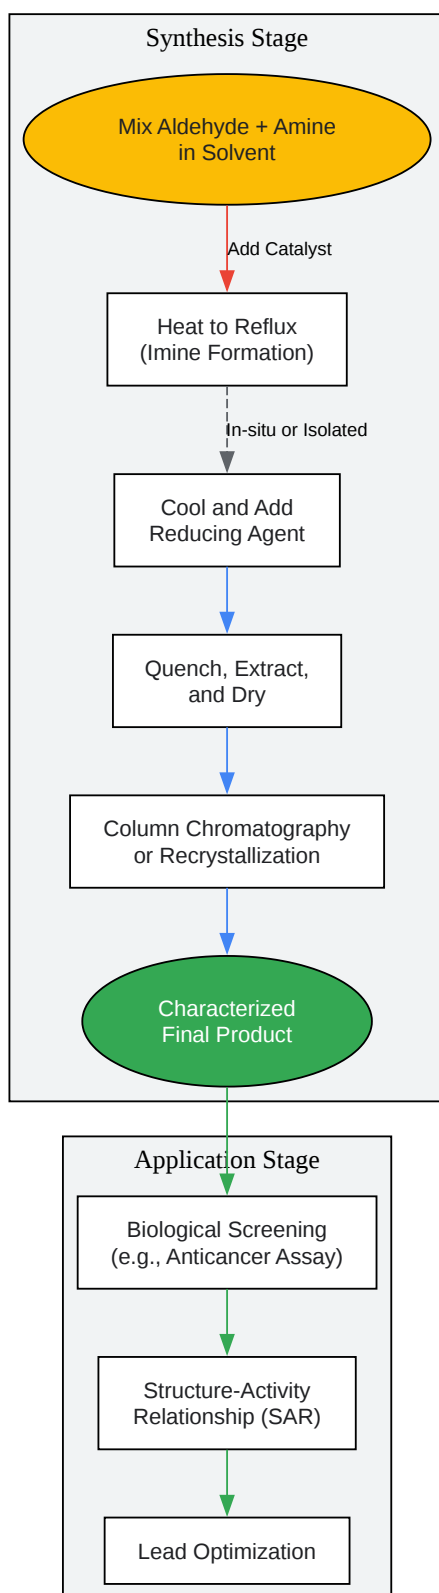 Synthesis Stage
Mix Aldehyde + Amine
in Solvent
Add Catalyst
Heat to Reflux
(Imine Formation)
In-situ or Isolated
Cool and Add
Reducing Agent
Quench, Extract,
and Dry
Column Chromatography
or Recrystallization
Characterized
Final Product
Application Stage
Biological Screening
(e.g., Anticancer Assay)
Structure-Activity
Relationship (SAR)
Lead Optimization